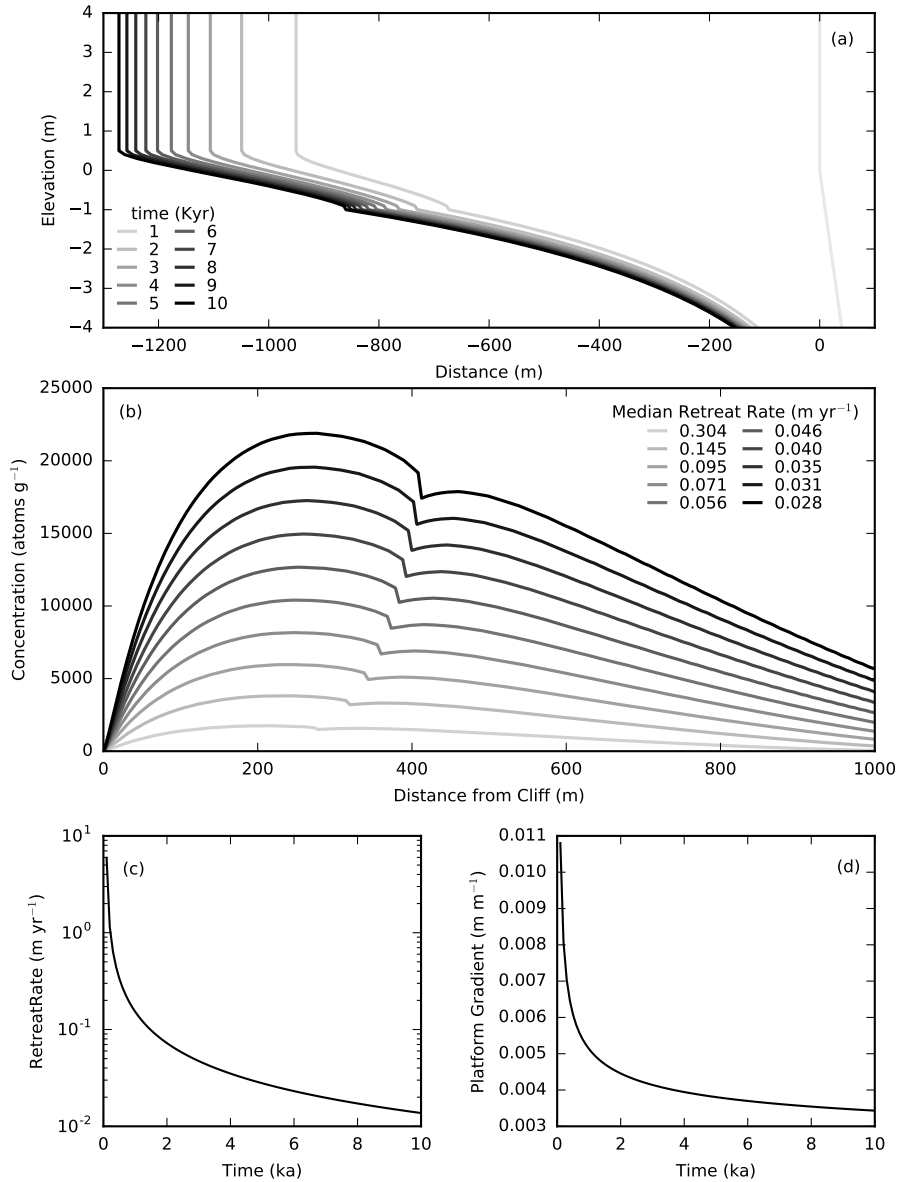 4
3
2
1
0
−1
−2
−3
−4
Elevation (m)
(a)
time (Kyr)
1 6
2 7
3 8
4 9
5 10
−1200 −1000 −800 −600 −400 −200 0
Distance (m)
25000
20000
15000
10000
5000
0
Concentration (atoms g⁻¹)
(b)
Median Retreat Rate (m yr⁻¹)
0.304 0.046
0.145 0.040
0.095 0.035
0.071 0.031
0.056 0.028
0 200 400 600 800 1000
Distance from Cliff (m)
10¹
10⁰
10⁻¹
10⁻²
RetreatRate (m yr⁻¹)
(c)
0 2 4 6 8 10
Time (ka)
0.011
0.010
0.009
0.008
0.007
0.006
0.005
0.004
0.003
Platform Gradient (m m⁻¹)
(d)
0 2 4 6 8 10
Time (ka)